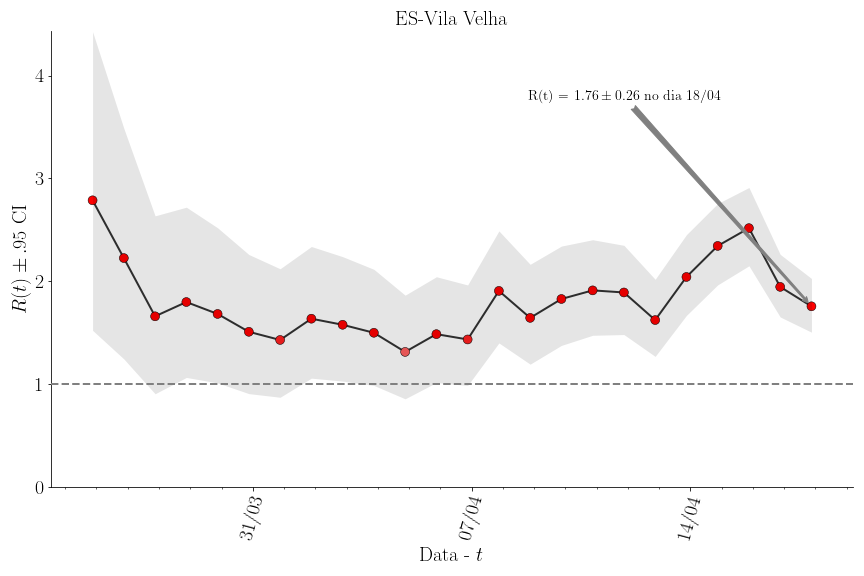 ES-Vila Velha
R(t) = 1.76 ± 0.26 no dia 18/04
R(t) ± .95 CI
4
3
2
1
0
31/03
07/04
14/04
Data - t